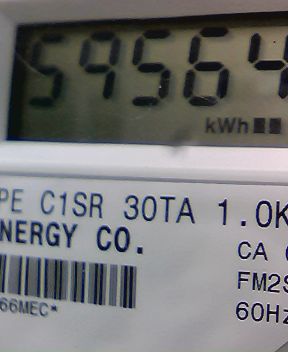 59564
kWh
PE C1SR 30TA 1.0K
NERGY CO.
CA
FM2S
60Hz
66MEC*